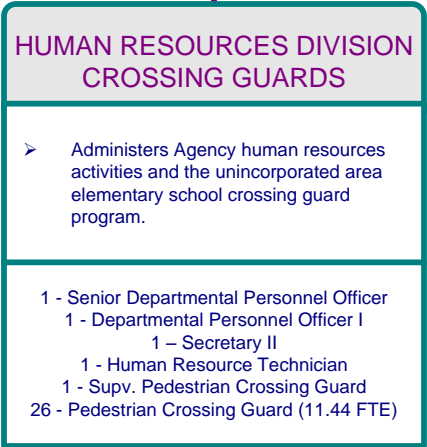 HUMAN RESOURCES DIVISION
CROSSING GUARDS
➢ Administers Agency human resources
activities and the unincorporated area
elementary school crossing guard
program.
1 - Senior Departmental Personnel Officer
1 - Departmental Personnel Officer I
1 – Secretary II
1 - Human Resource Technician
1 - Supv. Pedestrian Crossing Guard
26 - Pedestrian Crossing Guard (11.44 FTE)